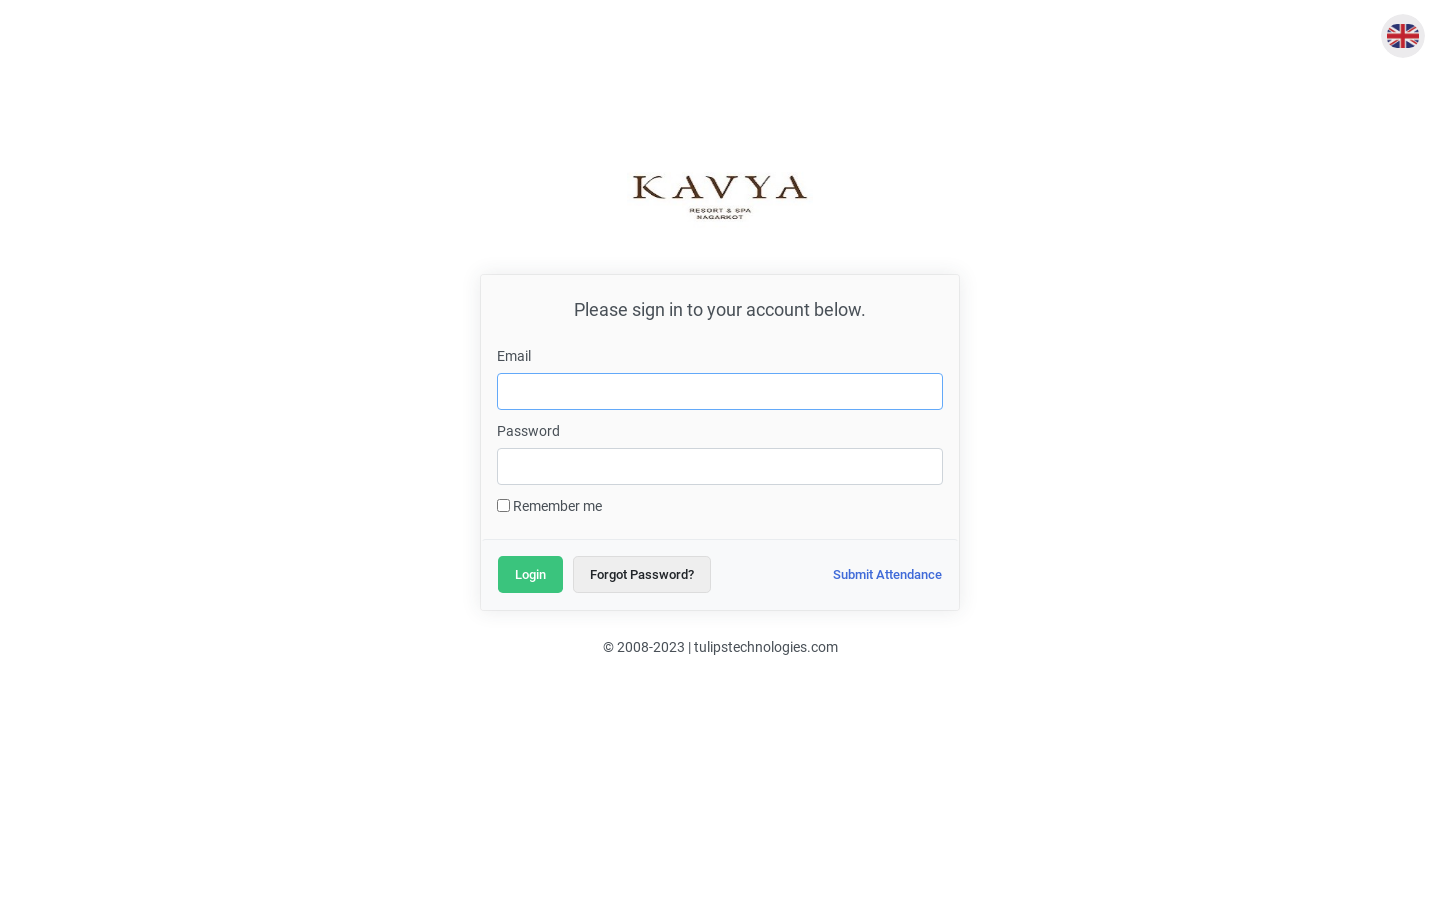 KAVYA
RESORT & SPA
NAGARKOT
Please sign in to your account below.
Email
Password
Remember me
Login
Forgot Password?
Submit Attendance
© 2008-2023 | tulipstechnologies.com